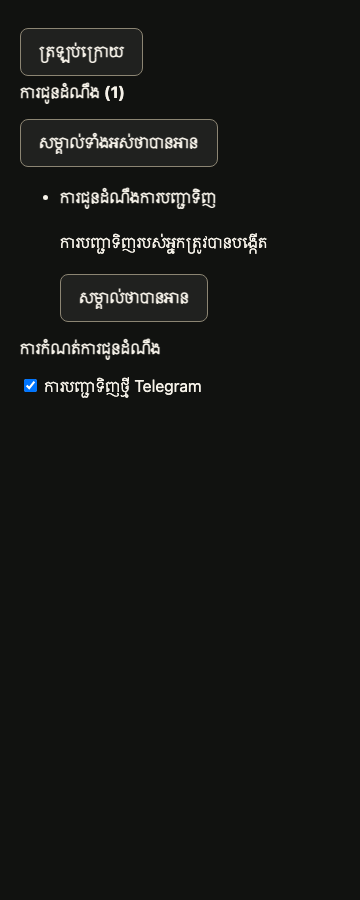 ត្រឡប់ក្រោយ
ការជូនដំណឹង (1)
សម្គាល់ទាំងអស់ថាបានអាន
ការជូនដំណឹងការបញ្ជាទិញ
ការបញ្ជាទិញរបស់អ្នកត្រូវបានបង្កើត
សម្គាល់ថាបានអាន
ការកំណត់ការជូនដំណឹង
ការបញ្ជាទិញថ្មី Telegram